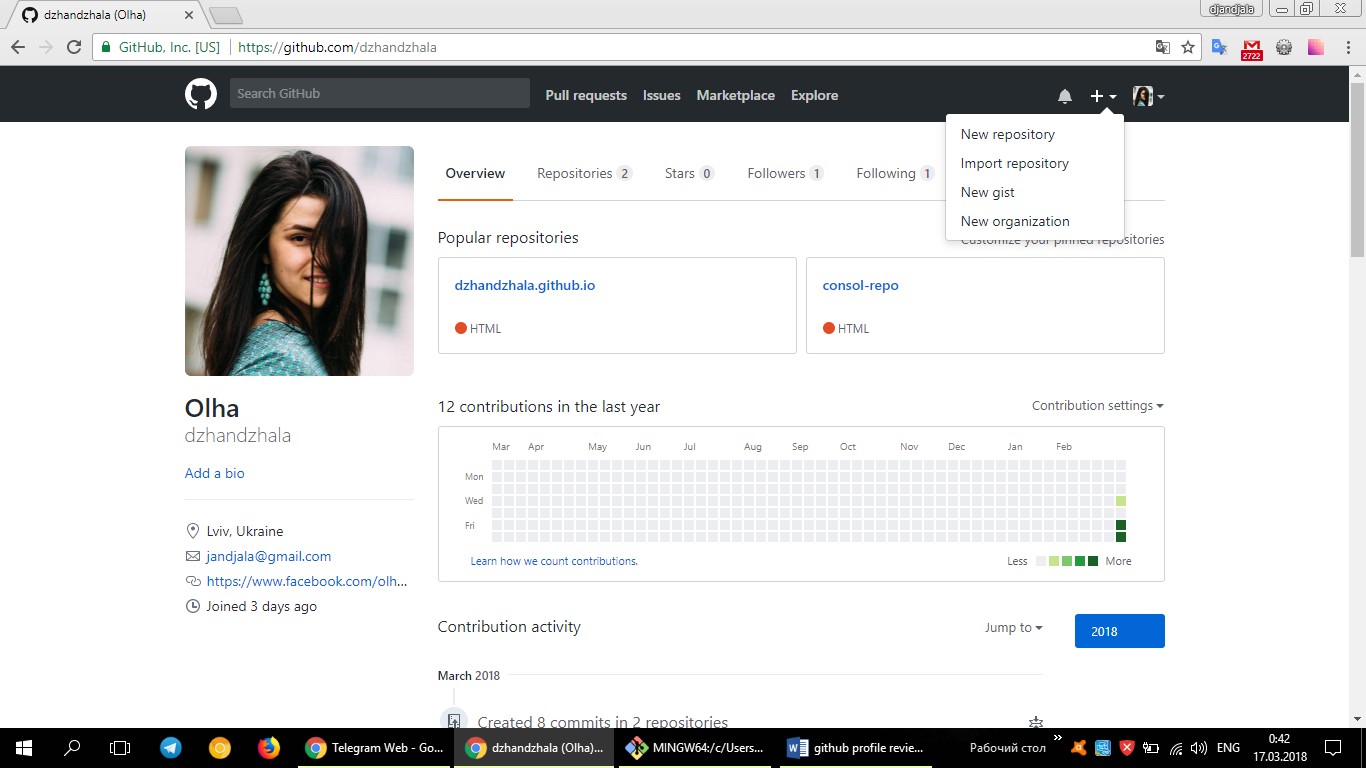 dzhandzhala (Olha)
djandjala
GitHub, Inc. [US] https://github.com/dzhandzhala
2722
Search GitHub Pull requests Issues Marketplace Explore
New repository
Import repository
New gist
New organization
Overview Repositories 2 Stars 0 Followers 1 Following 1
Popular repositories
Customize your pinned repositories
dzhandzhala.github.io consol-repo
HTML HTML
Olha
dzhandzhala
Add a bio
Lviv, Ukraine
jandjala@gmail.com
https://www.facebook.com/olh...
Joined 3 days ago
12 contributions in the last year Contribution settings
Mar Apr May Jun Jul Aug Sep Oct Nov Dec Jan Feb
Mon
Wed
Fri
Learn how we count contributions. Less More
Contribution activity Jump to 2018
March 2018
Created 8 commits in 2 repositories
Telegram Web - Go... dzhandzhala (Olha)... MINGW64:/c/Users... github profile revie... Рабочий стол » ENG 0:42
17.03.2018